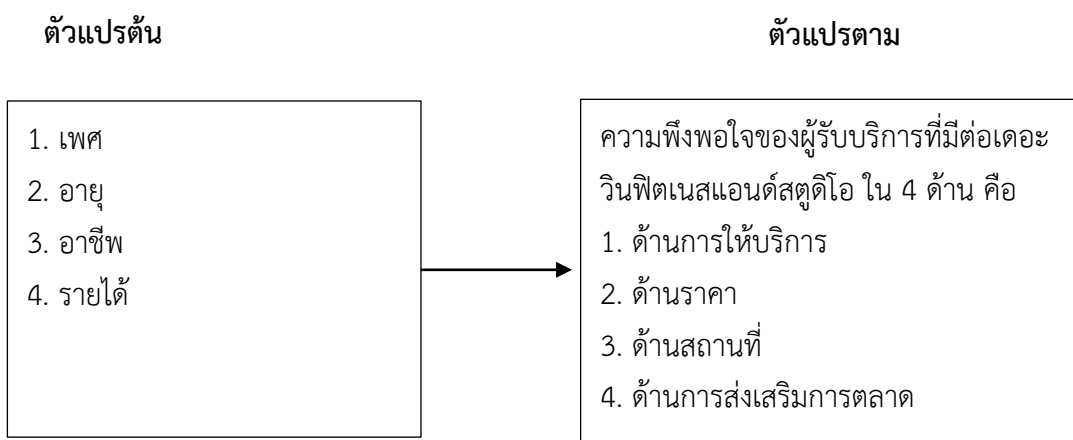 ตัวแปรต้น
ตัวแปรตาม
1. เพศ
2. อายุ
3. อาชีพ
4. รายได้
ความพึงพอใจของผู้รับบริการที่มีต่อเดอะ
วินฟิตเนสแอนด์สตูดิโอ ใน 4 ด้าน คือ
1. ด้านการให้บริการ
2. ด้านราคา
3. ด้านสถานที่
4. ด้านการส่งเสริมการตลาด